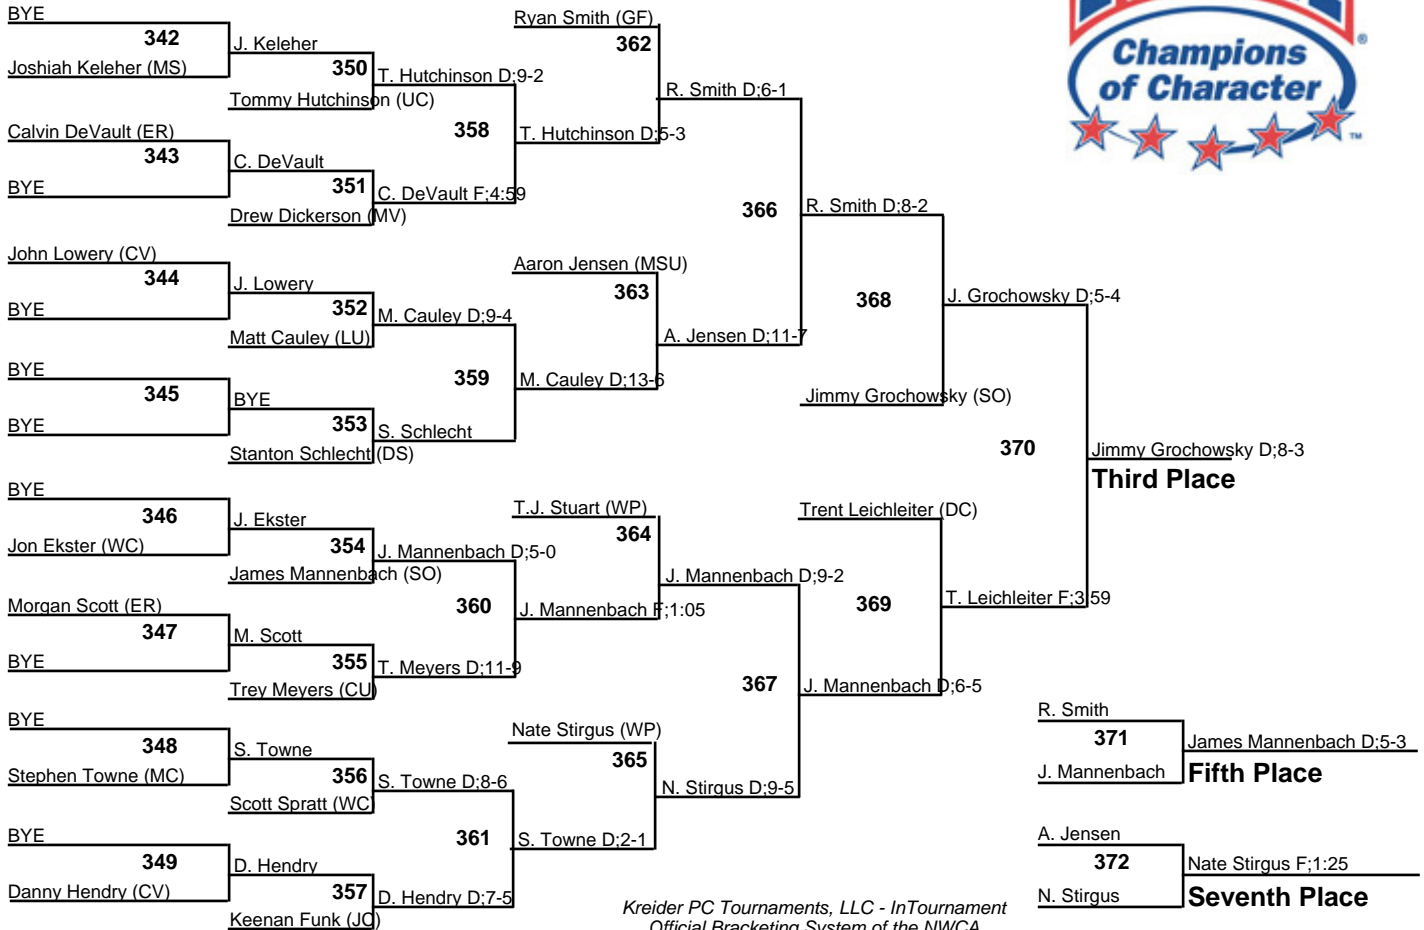 BYE
342
Joshiah Keleher (MS)
Calvin DeVault (ER)
343
BYE
John Lowery (CV)
344
BYE
BYE
345
BYE
BYE
346
Jon Ekster (WC)
Morgan Scott (ER)
347
BYE
BYE
348
Stephen Towne (MC)
BYE
349
Danny Hendry (CV)
J. Keleher
350
Tommy Hutchinson (UC)
C. DeVault
351
Drew Dickerson (MV)
J. Lowery
352
Matt Cauley (LU)
BYE
353
Stanton Schlecht (DS)
J. Ekster
354
James Mannenbach (SO)
M. Scott
355
Trey Meyers (CU)
S. Towne
356
Scott Spratt (WC)
D. Hendry
357
Keenan Funk (JC)
T. Hutchinson D;9-2
358
C. DeVault F;4:59
M. Cauley D;9-4
359
S. Schlecht
J. Mannenbach D;5-0
360
T. Meyers D;11-9
S. Towne D;8-6
361
D. Hendry D;7-5
Ryan Smith (GF)
362
T. Hutchinson D;5-3
Aaron Jensen (MSU)
363
M. Cauley D;13-6
T.J. Stuart (WP)
364
J. Mannenbach F;1:05
Nate Stirgus (WP)
365
S. Towne D;2-1
R. Smith D;6-1
366
A. Jensen D;11-7
J. Mannenbach D;9-2
367
N. Stirgus D;9-5
R. Smith D;8-2
368
Jimmy Grochowsky (SO)
Trent Leichleiter (DC)
369
J. Mannenbach D;6-5
J. Grochowsky D;5-4
370
T. Leichleiter F;3:59
Jimmy Grochowsky D;8-3
Third Place
R. Smith
371
J. Mannenbach
James Mannenbach D;5-3
Fifth Place
A. Jensen
372
N. Stirgus
Nate Stirgus F;1:25
Seventh Place
Champions
of Character
®
™
Kreider PC Tournaments, LLC - InTournament
Official Bracketing System of the NWCA